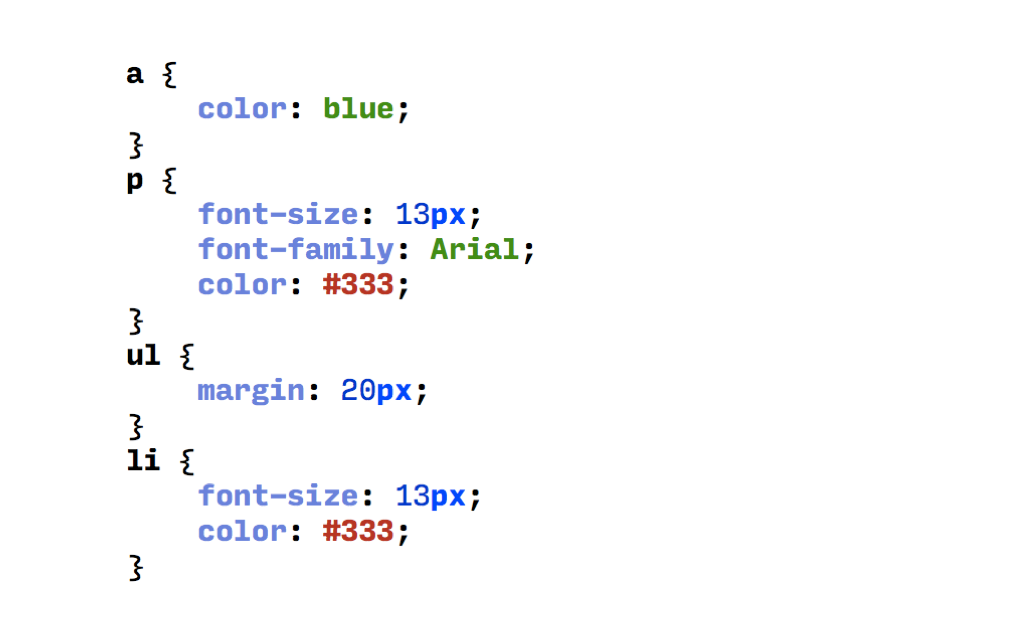 a {
    color: blue;
}
p {
    font-size: 13px;
    font-family: Arial;
    color: #333;
}
ul {
    margin: 20px;
}
li {
    font-size: 13px;
    color: #333;
}